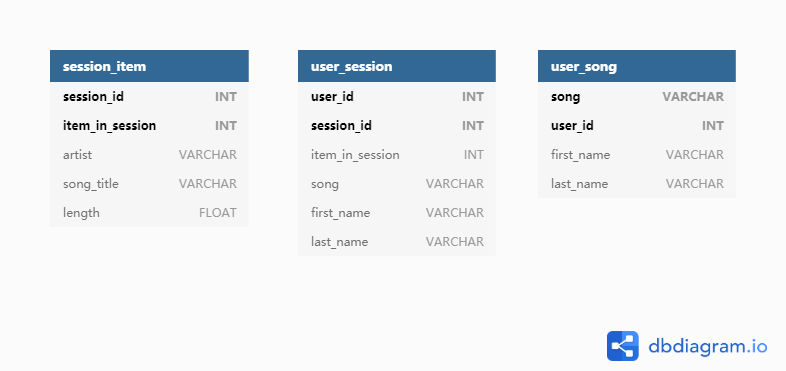 session_item
session_id INT
item_in_session INT
artist VARCHAR
song_title VARCHAR
length FLOAT
user_session
user_id INT
session_id INT
item_in_session INT
song VARCHAR
first_name VARCHAR
last_name VARCHAR
user_song
song VARCHAR
user_id INT
first_name VARCHAR
last_name VARCHAR
dbdiagram.io